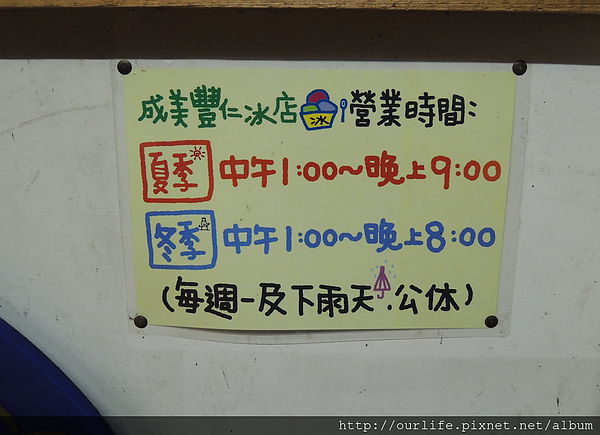 成美豐仁冰店 冰 營業時間:
夏季 中午1:00~晚上9:00
冬季 中午1:00~晚上8:00
(每週一及下雨天.公休)
http://ourlife.pixnet.net/album